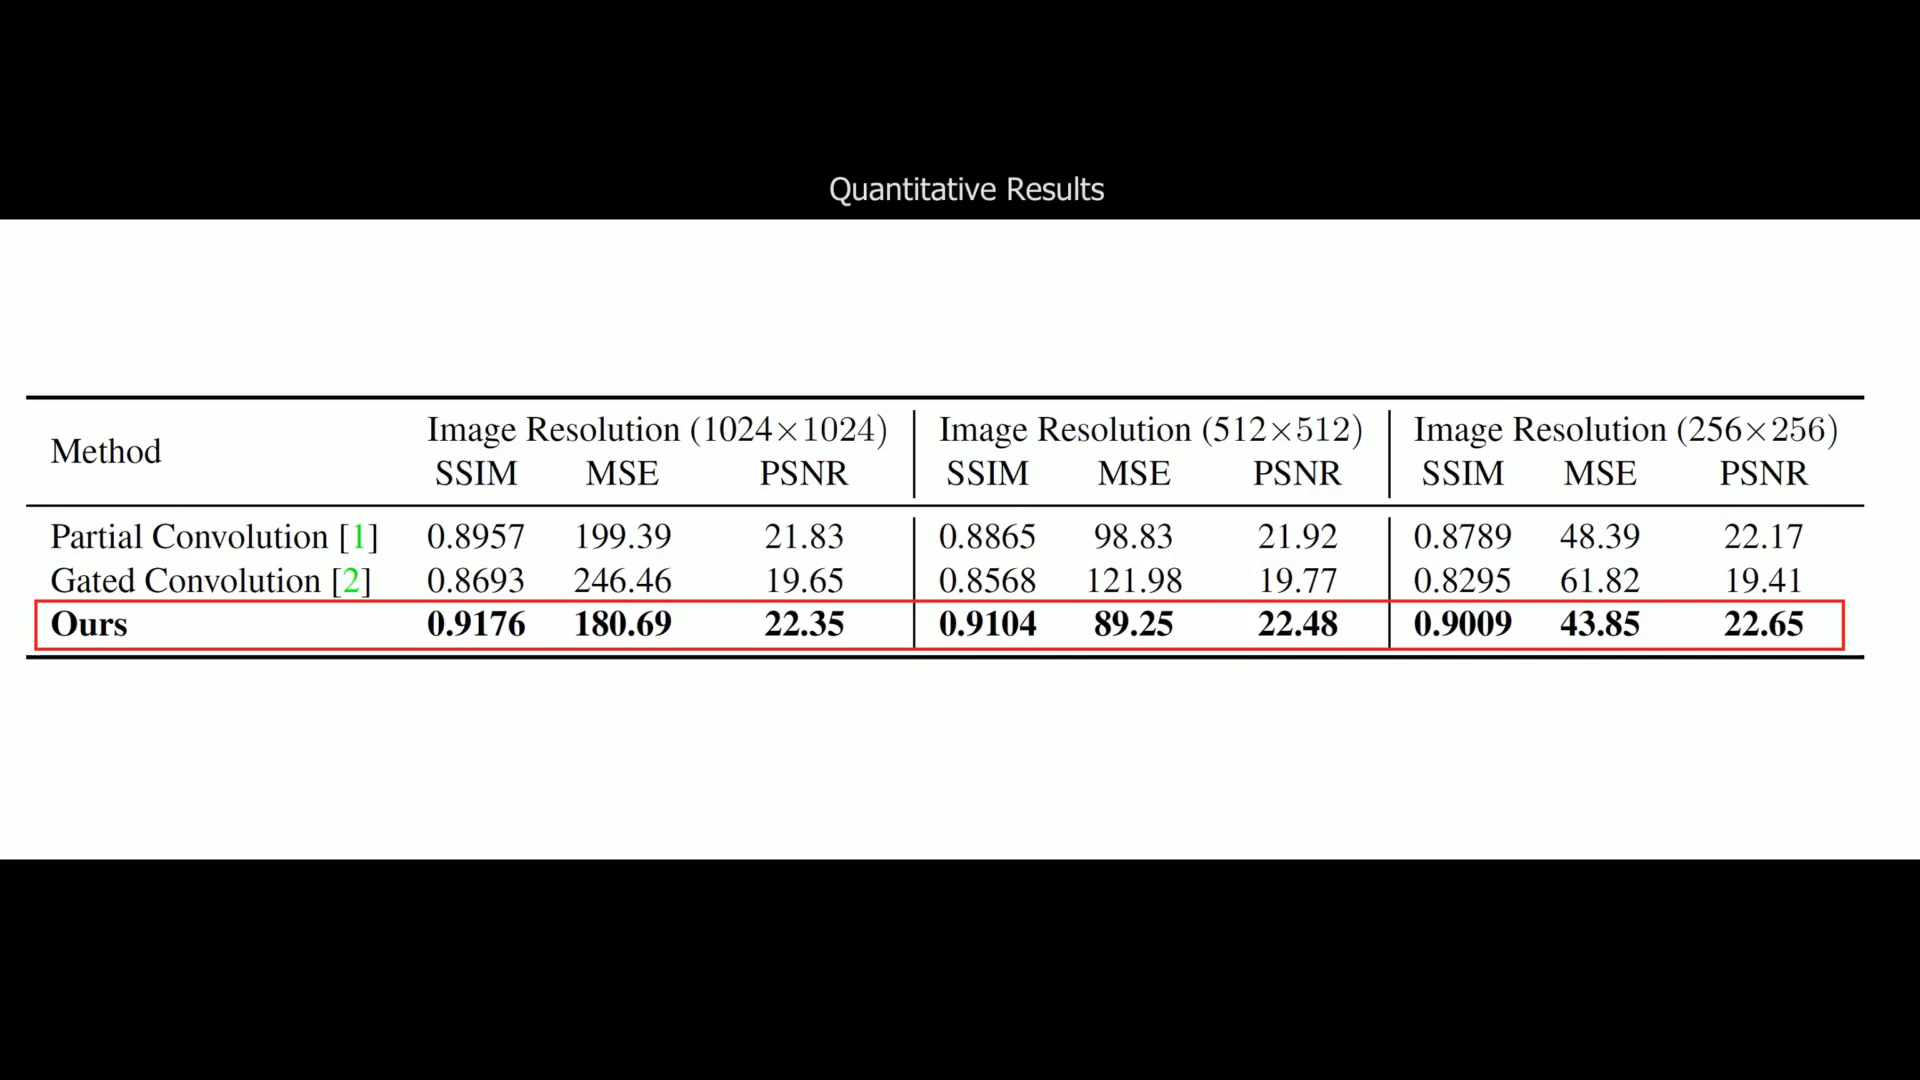 Quantitative Results
Method
Image Resolution (1024×1024) Image Resolution (512×512) Image Resolution (256×256)
SSIM MSE PSNR SSIM MSE PSNR SSIM MSE PSNR
Partial Convolution [1] 0.8957 199.39 21.83 0.8865 98.83 21.92 0.8789 48.39 22.17
Gated Convolution [2] 0.8693 246.46 19.65 0.8568 121.98 19.77 0.8295 61.82 19.41
Ours 0.9176 180.69 22.35 0.9104 89.25 22.48 0.9009 43.85 22.65